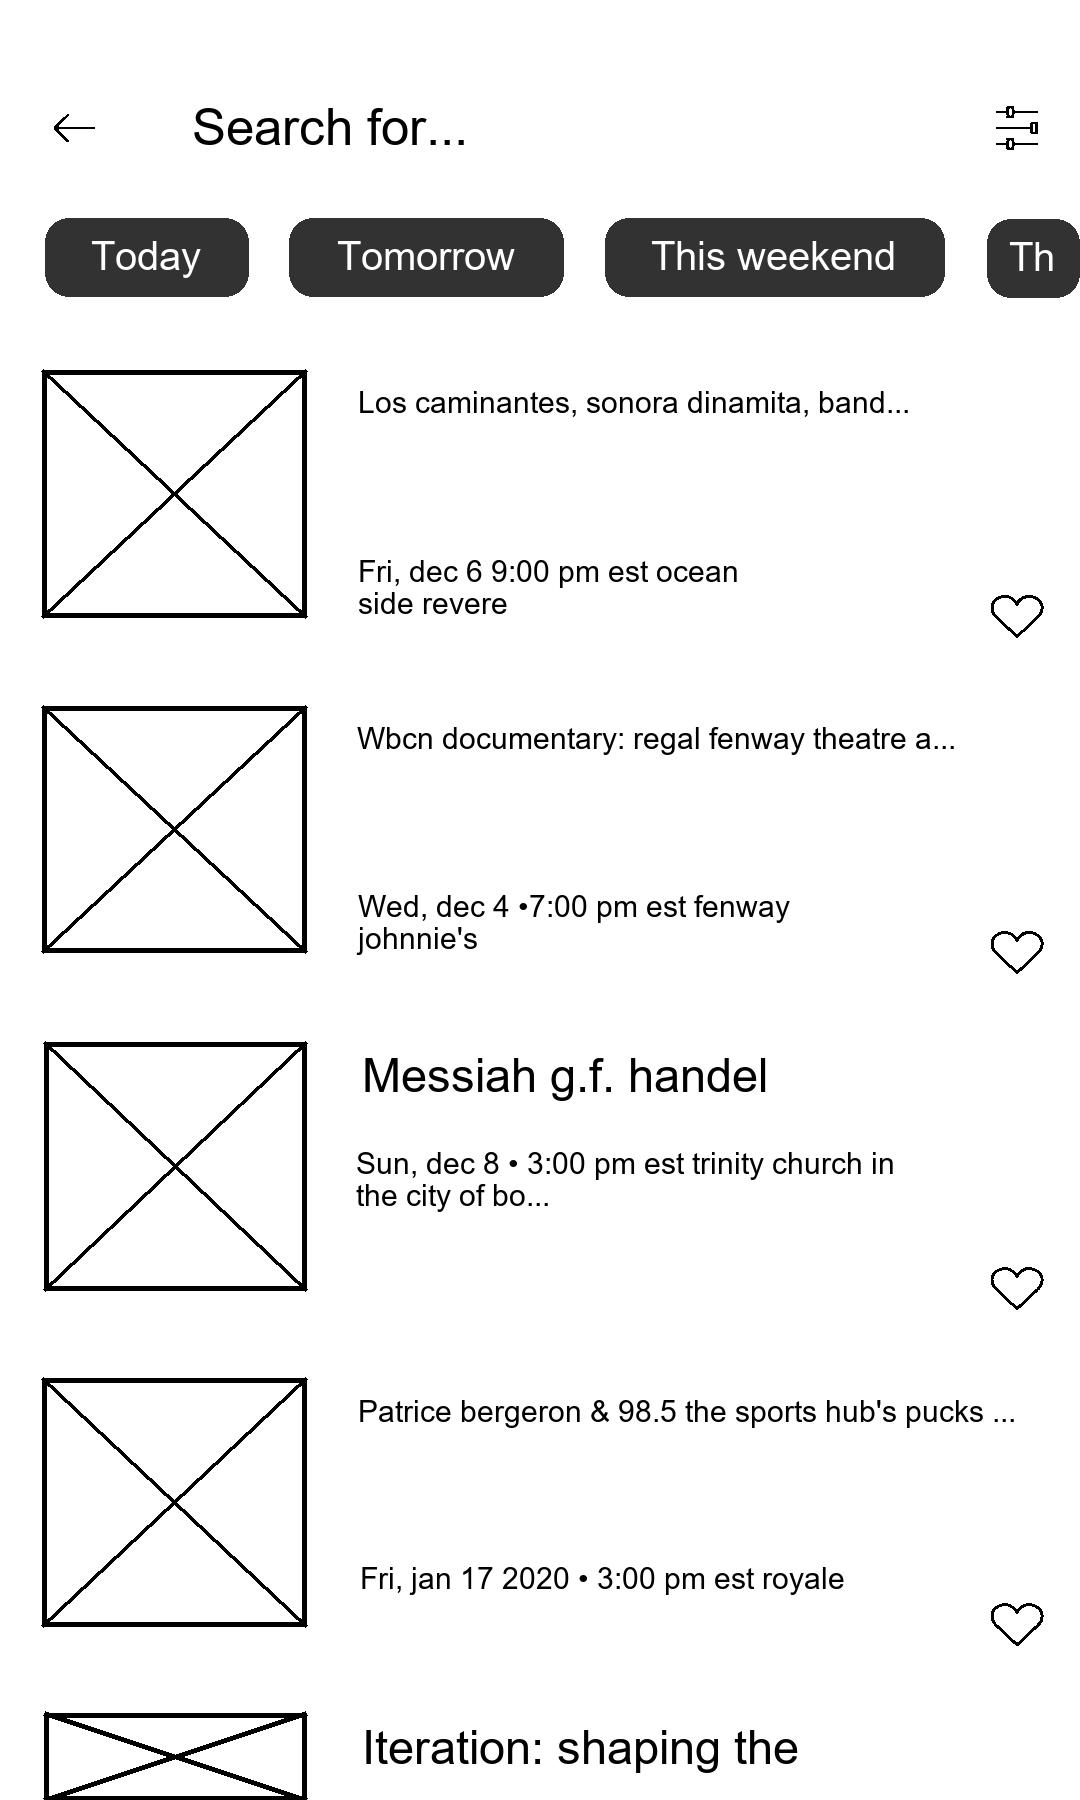 Search for...
Today
Tomorrow
This weekend
Th
Los caminantes, sonora dinamita, band...
Fri, dec 6 9:00 pm est ocean
side revere
Wbcn documentary: regal fenway theatre a...
Wed, dec 4 •7:00 pm est fenway
johnnie's
Messiah g.f. handel
Sun, dec 8 • 3:00 pm est trinity church in
the city of bo...
Patrice bergeron & 98.5 the sports hub's pucks ...
Fri, jan 17 2020 • 3:00 pm est royale
Iteration: shaping the